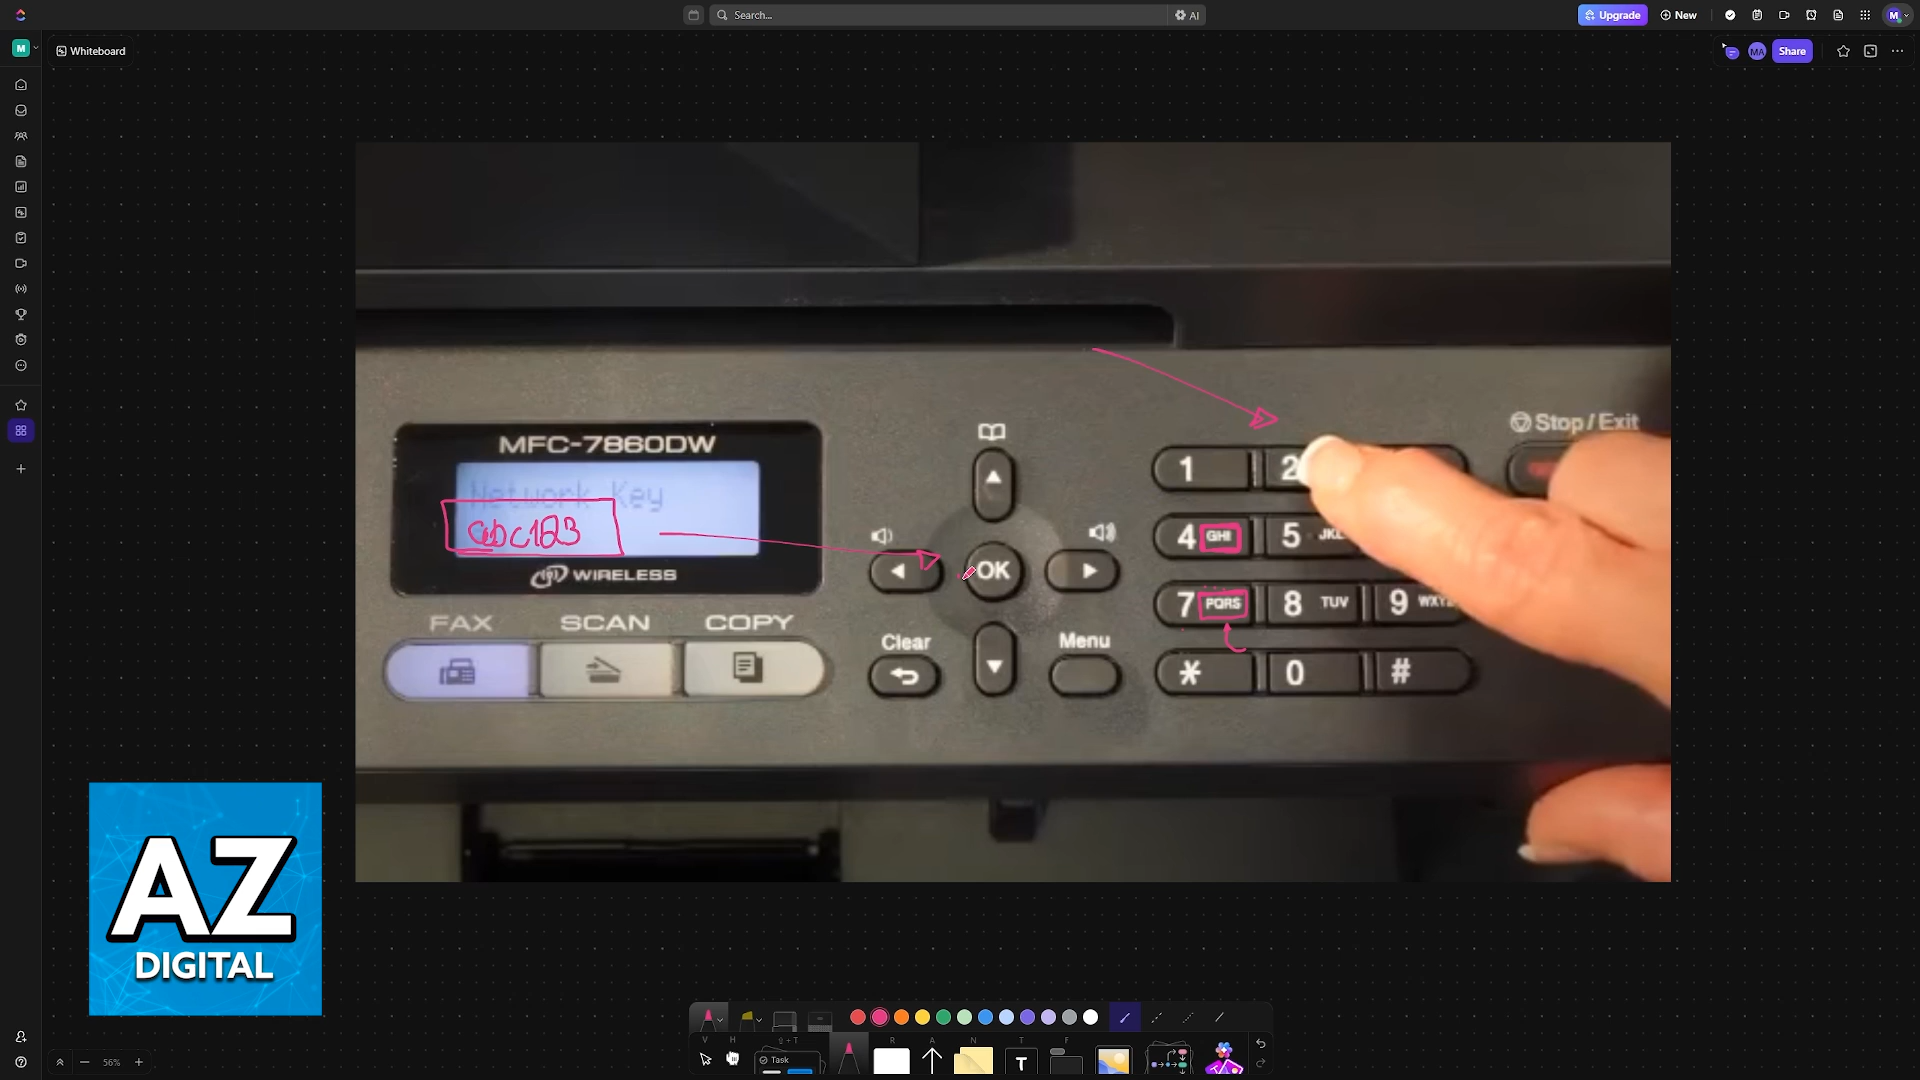 Search...
AI
Upgrade
New
M
M
Whiteboard
MA
Share
Stop/Exit
MFC-7860DW
Network Key
abc123
WIRELESS
FAX
SCAN
COPY
OK
Clear
Menu
1
2
4 GHI
5 JKL
7 PQRS
8 TUV
9 WXYZ
*
0
#
AZ
DIGITAL
V
H
⇧ + T
R
A
N
T
F
Task
T
56%